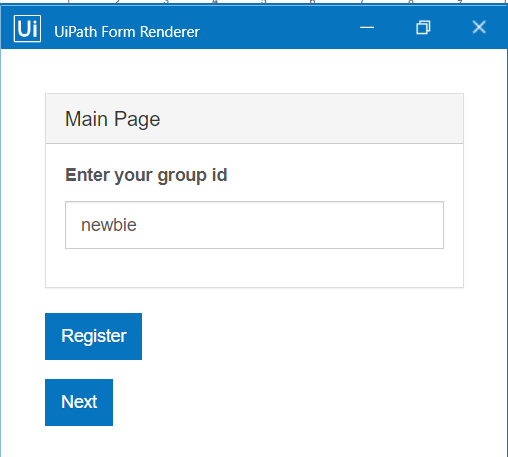 Ui UiPath Form Renderer
Main Page
Enter your group id
newbie
Register
Next